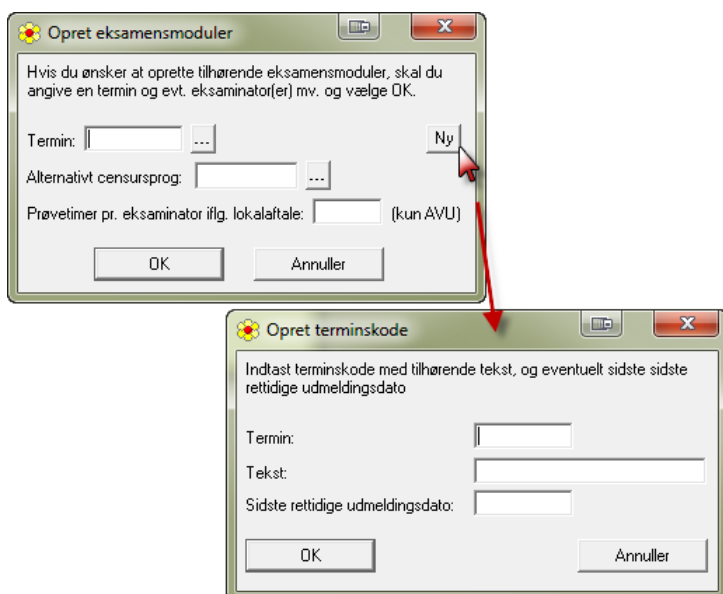 Opret eksamensmoduler
Hvis du ønsker at oprette tilhørende eksamensmoduler, skal du
angive en termin og evt. eksaminator(er) mv. og vælge OK.
Termin: ... Ny
Alternativt censursprog: ...
Prøvetimer pr. eksaminator iflg. lokalaftale: (kun AVU)
OK Annuller
Opret terminskode
Indtast terminskode med tilhørende tekst, og eventuelt sidste sidste
rettidige udmeldingsdato
Termin:
Tekst:
Sidste rettidige udmeldingsdato:
OK Annuller